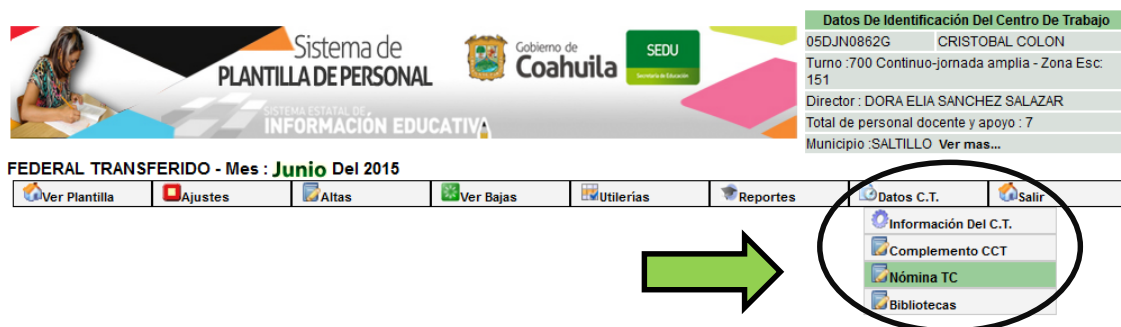 Sistema de
PLANTILLA DE PERSONAL
SISTEMA ESTATAL DE
INFORMACIÓN EDUCATIVA
Gobierno de
Coahuila
SEDU
Secretaría de Educación
Datos De Identificación Del Centro De Trabajo
05DJN0862G CRISTOBAL COLON
Turno :700 Continuo-jornada amplia - Zona Esc:
151
Director : DORA ELIA SANCHEZ SALAZAR
Total de personal docente y apoyo : 7
Municipio :SALTILLO Ver mas...
FEDERAL TRANSFERIDO - Mes : Junio Del 2015
Ver Plantilla Ajustes Altas Ver Bajas Utilerías Reportes Datos C.T. Salir
Información Del C.T.
Complemento CCT
Nómina TC
Bibliotecas